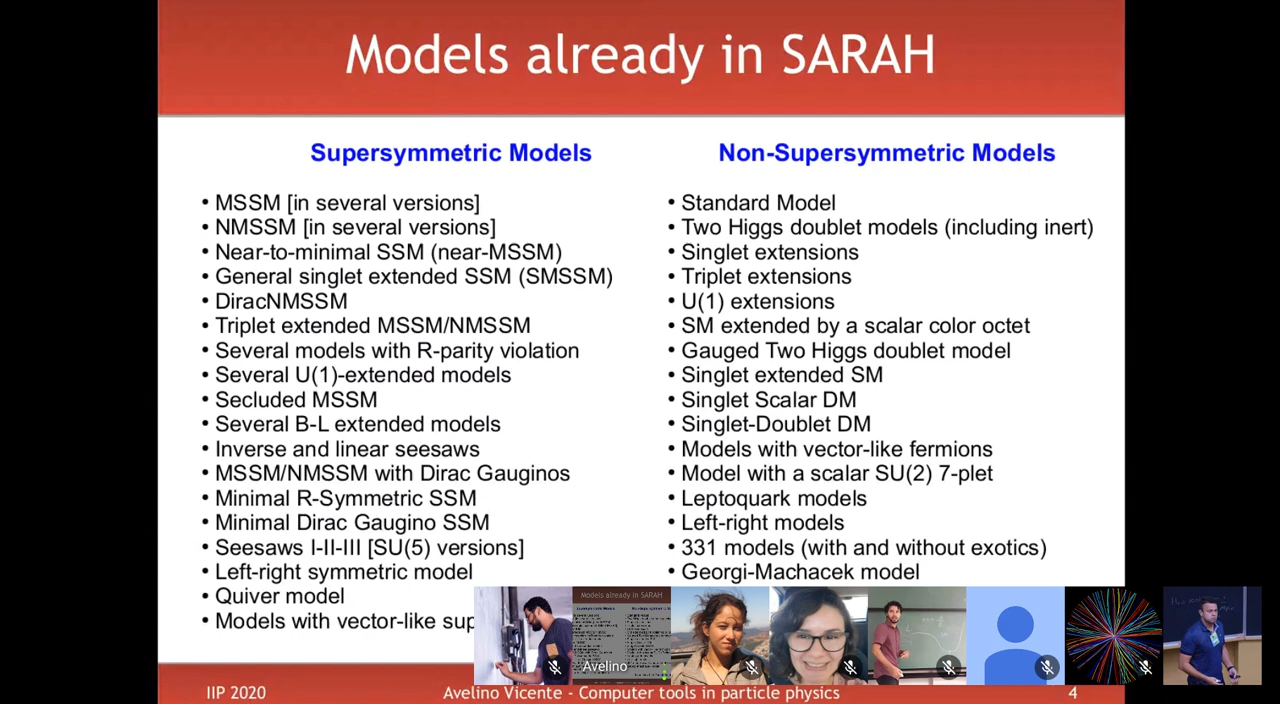 Models already in SARAH
Supersymmetric Models
• MSSM [in several versions]
• NMSSM [in several versions]
• Near-to-minimal SSM (near-MSSM)
• General singlet extended SSM (SMSSM)
• DiracNMSSM
• Triplet extended MSSM/NMSSM
• Several models with R-parity violation
• Several U(1)-extended models
• Secluded MSSM
• Several B-L extended models
• Inverse and linear seesaws
• MSSM/NMSSM with Dirac Gauginos
• Minimal R-Symmetric SSM
• Minimal Dirac Gaugino SSM
• Seesaws I-II-III [SU(5) versions]
• Left-right symmetric model
• Quiver model
• Models with vector-like sup
Non-Supersymmetric Models
• Standard Model
• Two Higgs doublet models (including inert)
• Singlet extensions
• Triplet extensions
• U(1) extensions
• SM extended by a scalar color octet
• Gauged Two Higgs doublet model
• Singlet extended SM
• Singlet Scalar DM
• Singlet-Doublet DM
• Models with vector-like fermions
• Model with a scalar SU(2) 7-plet
• Leptoquark models
• Left-right models
• 331 models (with and without exotics)
• Georgi-Machacek model
Models already in SARAH
Avelino
IIP 2020
Avelino Vicente - Computer tools in particle physics
4